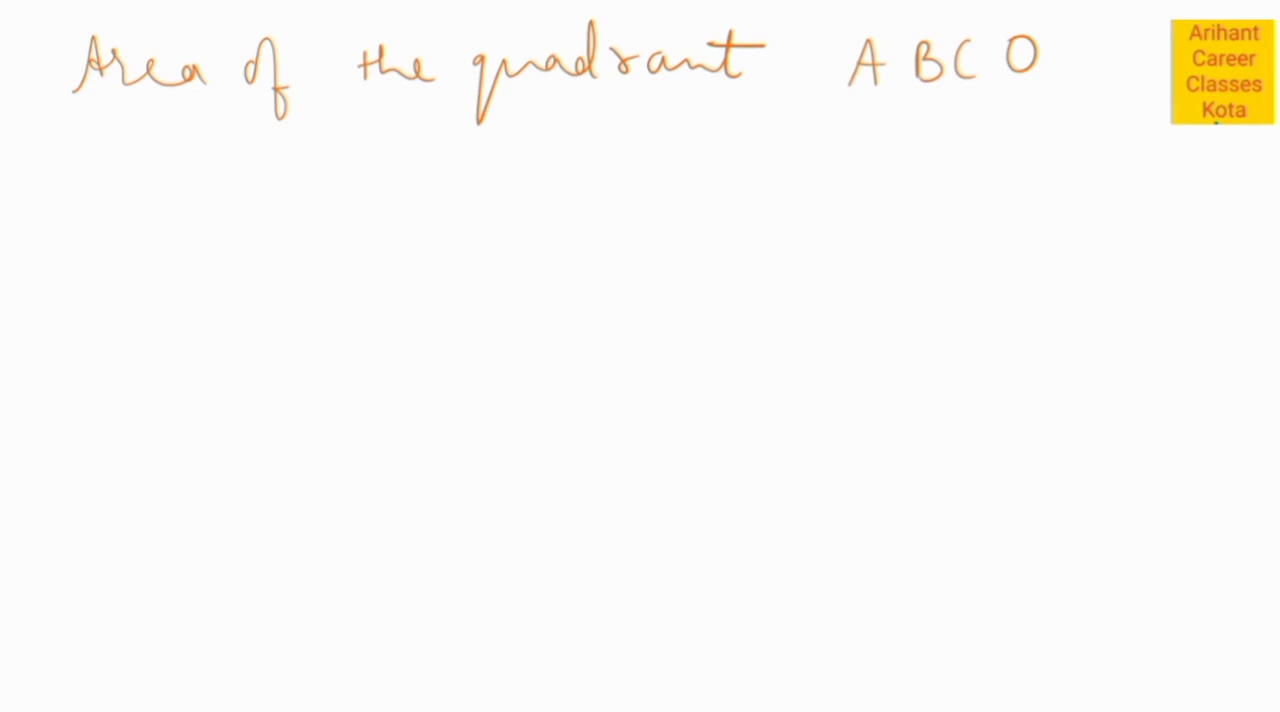 Area of the quadrant ABCO
Arihant
Career
Classes
Kota